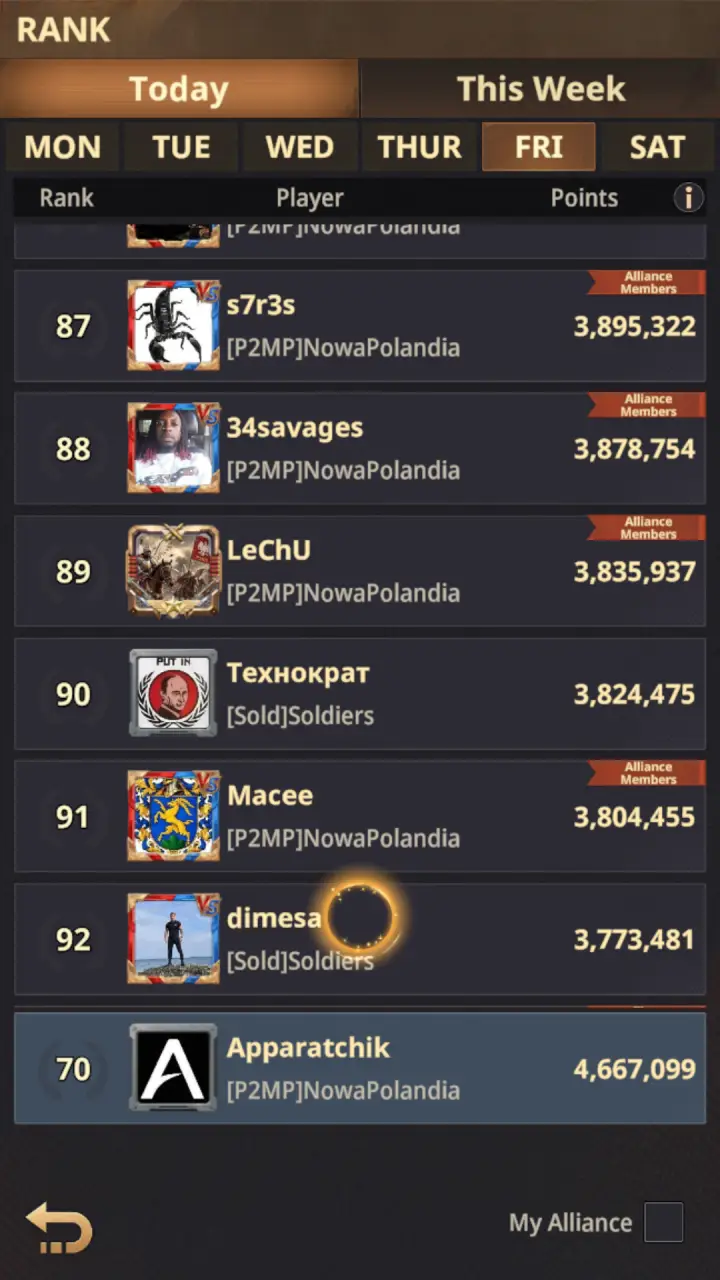 RANK
Today
This Week
MON TUE WED THUR FRI SAT
Rank Player Points
[P2MP]NowaPolandia
87
s7r3s
[P2MP]NowaPolandia
Alliance
Members
3,895,322
88
34savages
[P2MP]NowaPolandia
Alliance
Members
3,878,754
89
LeChU
[P2MP]NowaPolandia
Alliance
Members
3,835,937
90
PUT IN
Технократ
[Sold]Soldiers
3,824,475
91
Macee
[P2MP]NowaPolandia
Alliance
Members
3,804,455
92
dimesa
[Sold]Soldiers
3,773,481
70
Apparatchik
[P2MP]NowaPolandia
4,667,099
My Alliance